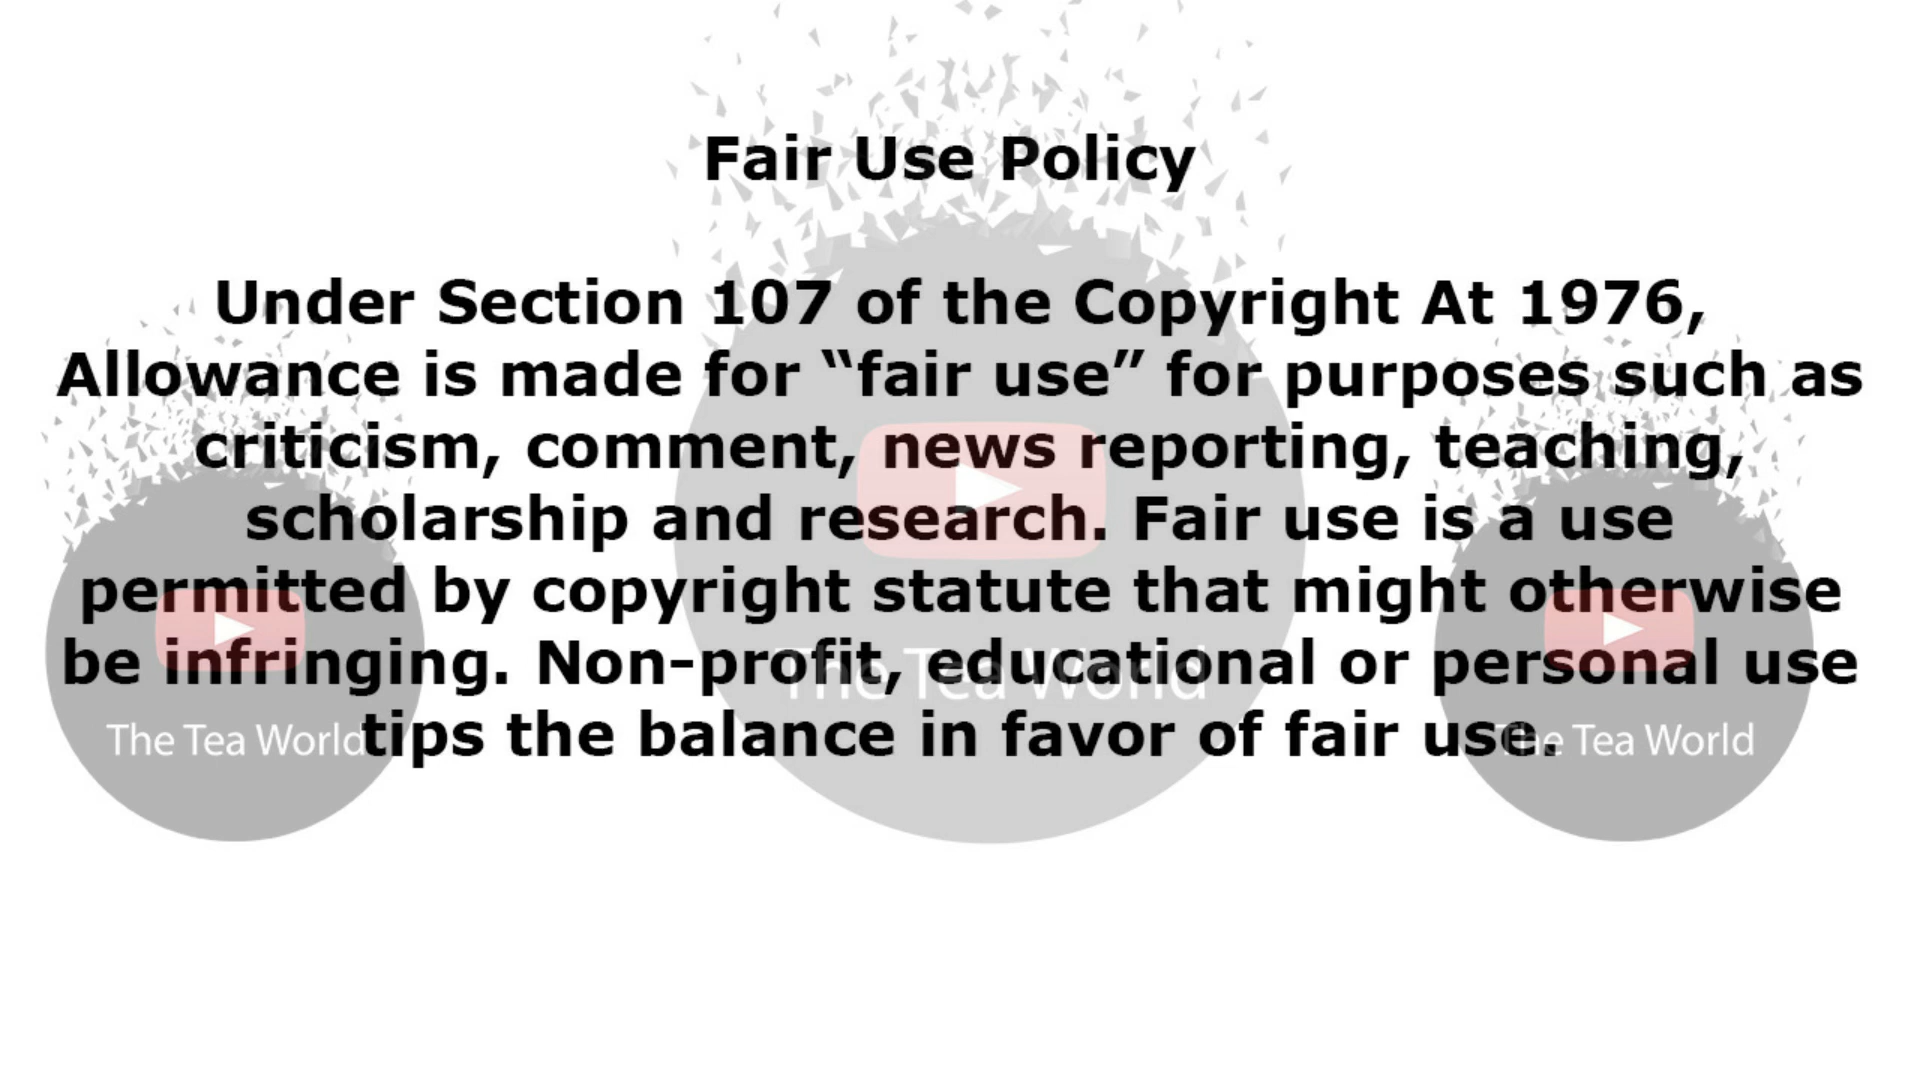 Fair Use Policy
Under Section 107 of the Copyright At 1976,
Allowance is made for “fair use” for purposes such as
criticism, comment, news reporting, teaching,
scholarship and research. Fair use is a use
permitted by copyright statute that might otherwise
be infringing. Non-profit, educational or personal use
tips the balance in favor of fair use.
The Tea World
The Tea World
The Tea World